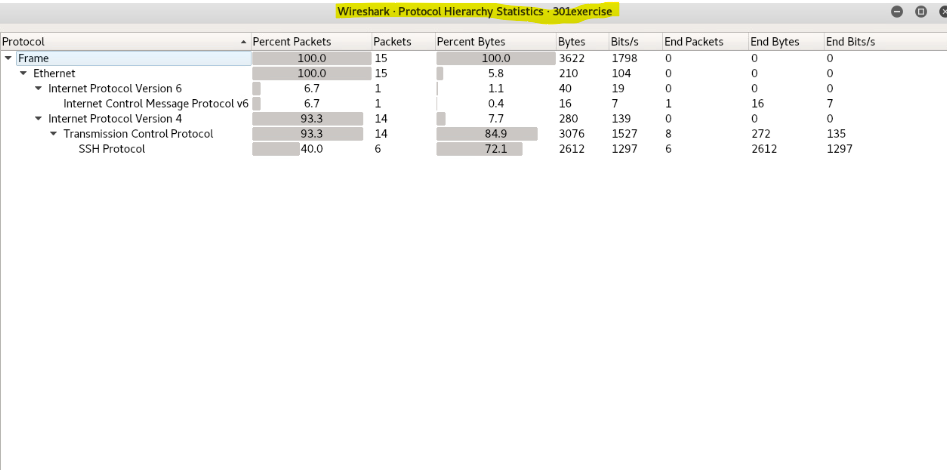 Wireshark · Protocol Hierarchy Statistics · 301exercise
Protocol Percent Packets Packets Percent Bytes Bytes Bits/s End Packets End Bytes End Bits/s
Frame 100.0 15 100.0 3622 1798 0 0 0
Ethernet 100.0 15 5.8 210 104 0 0 0
Internet Protocol Version 6 6.7 1 1.1 40 19 0 0 0
Internet Control Message Protocol v6 6.7 1 0.4 16 7 1 16 7
Internet Protocol Version 4 93.3 14 7.7 280 139 0 0 0
Transmission Control Protocol 93.3 14 84.9 3076 1527 8 272 135
SSH Protocol 40.0 6 72.1 2612 1297 6 2612 1297